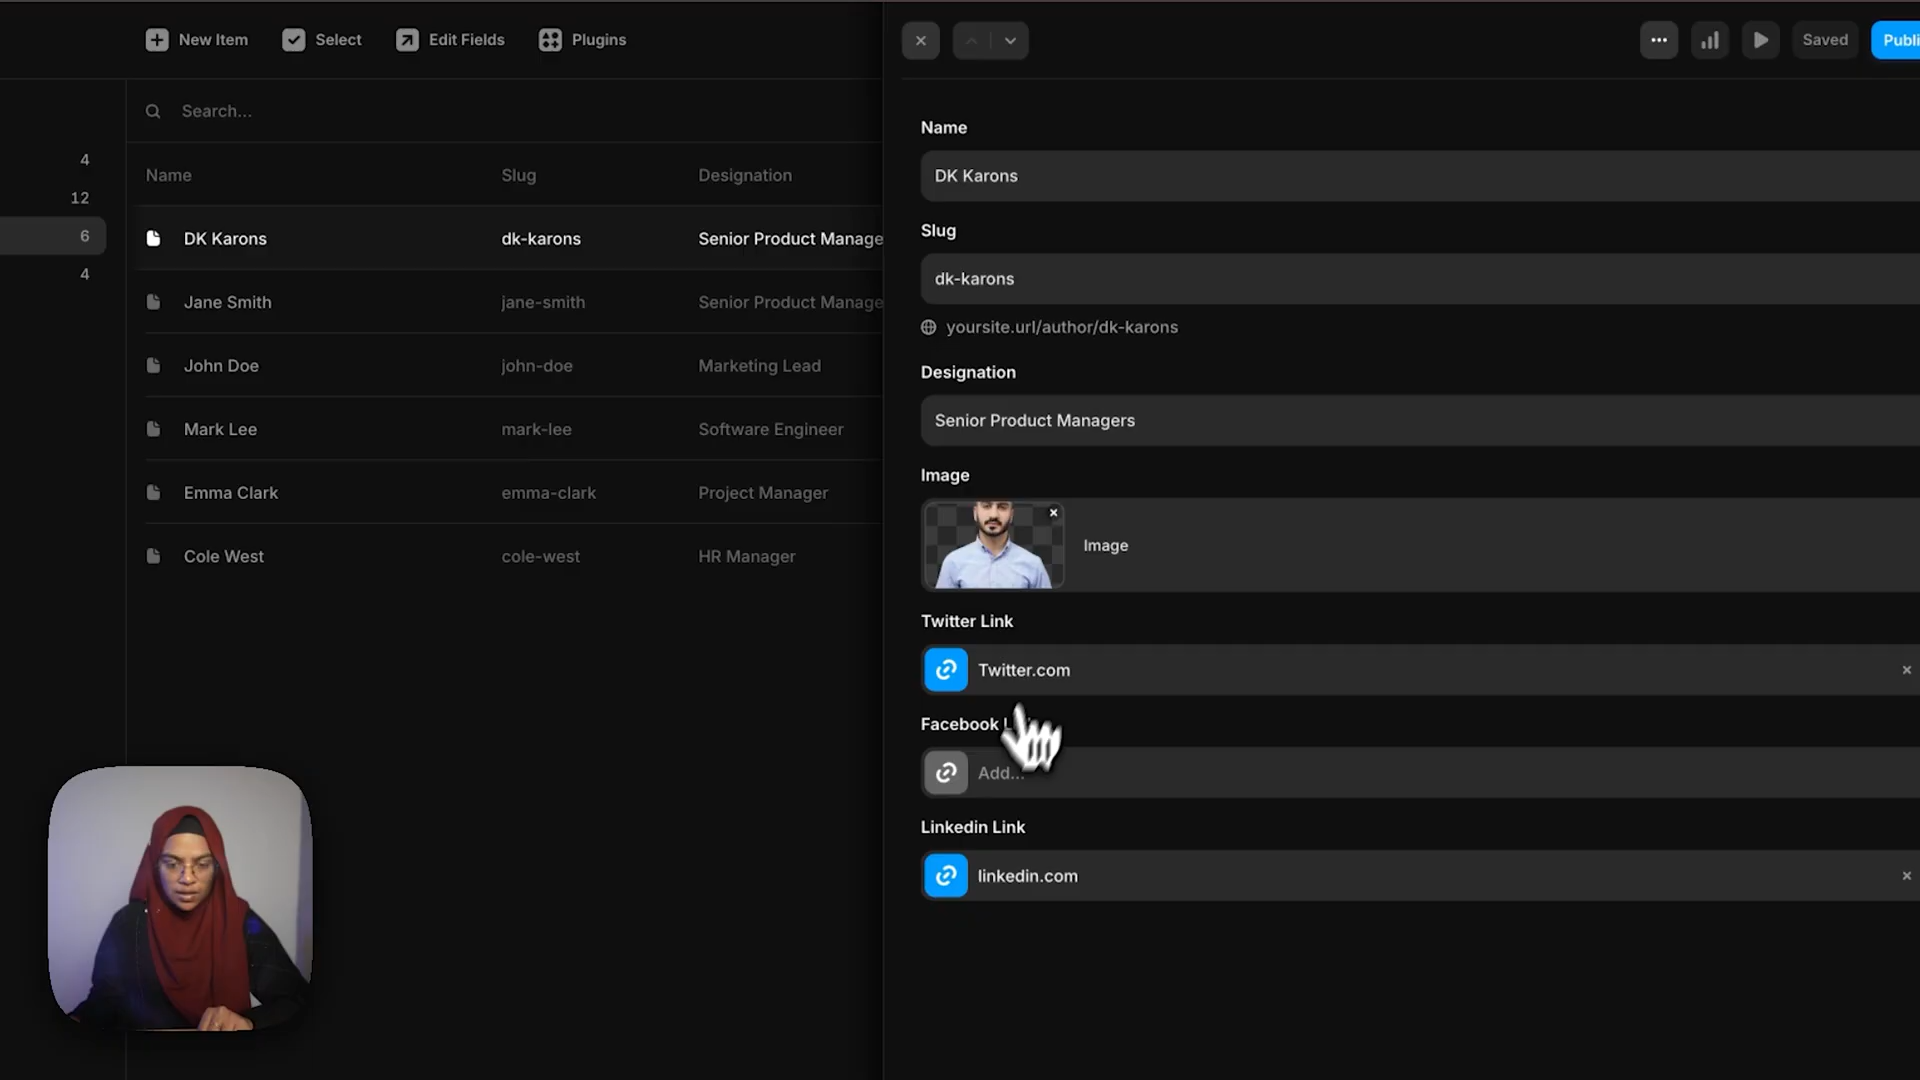 New Item
Select
Edit Fields
Plugins
Saved
Search...
4
12
6
4
Name
Slug
Designation
DK Karons
dk-karons
Senior Product Manage
Jane Smith
jane-smith
Senior Product Manage
John Doe
john-doe
Marketing Lead
Mark Lee
mark-lee
Software Engineer
Emma Clark
emma-clark
Project Manager
Cole West
cole-west
HR Manager
Name
DK Karons
Slug
dk-karons
yoursite.url/author/dk-karons
Designation
Senior Product Managers
Image
Image
Twitter Link
Twitter.com
Facebook
Add...
Linkedin Link
linkedin.com